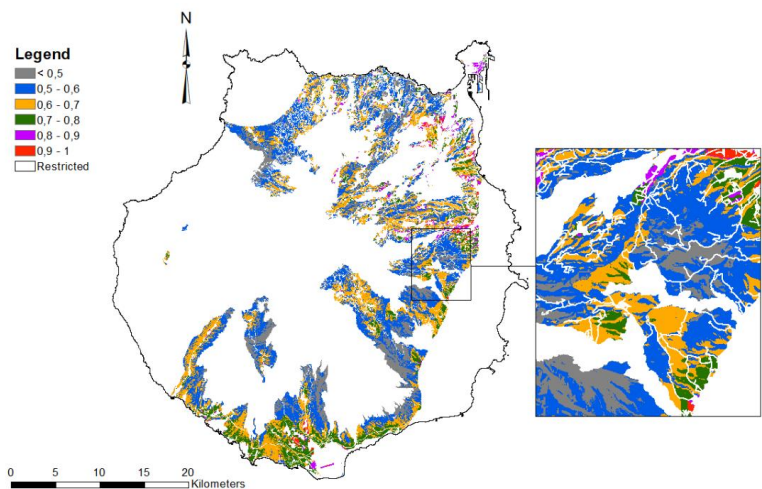 N
Legend
< 0,5
0,5 - 0,6
0,6 - 0,7
0,7 - 0,8
0,8 - 0,9
0,9 - 1
Restricted
0 5 10 15 20
Kilometers